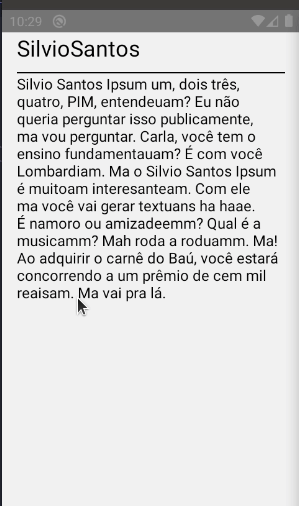 10:29
SilvioSantos
Silvio Santos Ipsum um, dois três,
quatro, PIM, entendeuam? Eu não
queria perguntar isso publicamente,
ma vou perguntar. Carla, você tem o
ensino fundamentauam? É com você
Lombardiam. Ma o Silvio Santos Ipsum
é muitoam interesanteam. Com ele
ma você vai gerar textuans ha haae.
É namoro ou amizadeemm? Qual é a
musicamm? Mah roda a roduamm. Ma!
Ao adquirir o carnê do Baú, você estará
concorrendo a um prêmio de cem mil
reaisam. Ma vai pra lá.